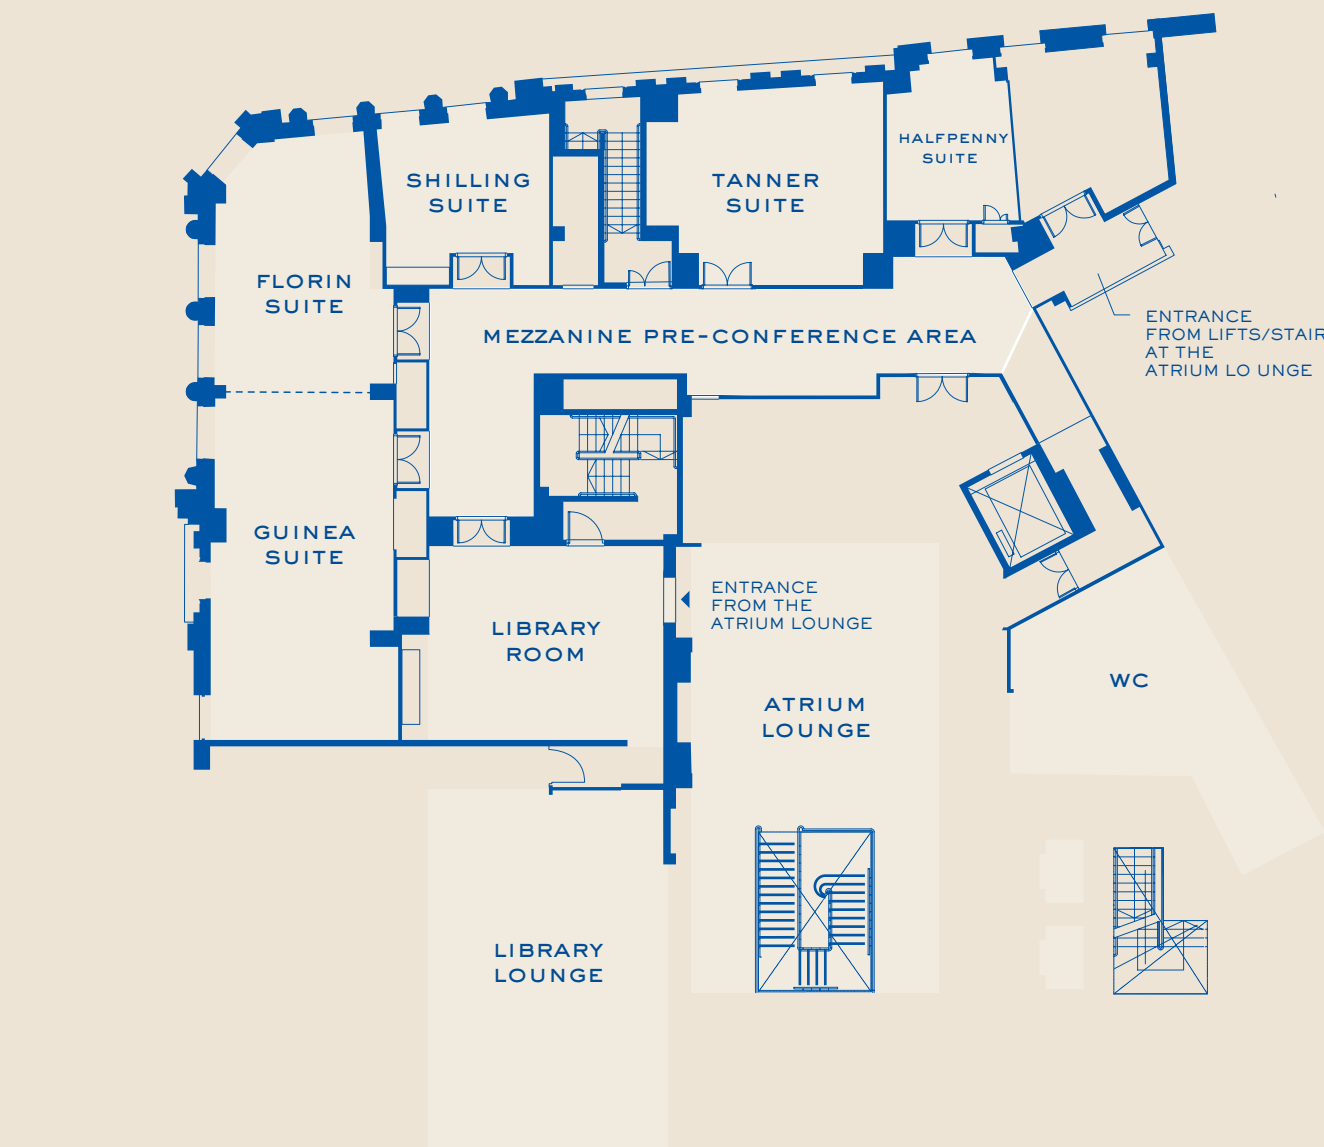 HALFPENNY
SUITE
SHILLING
SUITE
TANNER
SUITE
FLORIN
SUITE
MEZZANINE PRE-CONFERENCE AREA
ENTRANCE
FROM LIFTS/STAIR
AT THE
ATRIUM LO UNGE
GUINEA
SUITE
ENTRANCE
FROM THE
ATRIUM LOUNGE
LIBRARY
ROOM
WC
ATRIUM
LOUNGE
LIBRARY
LOUNGE